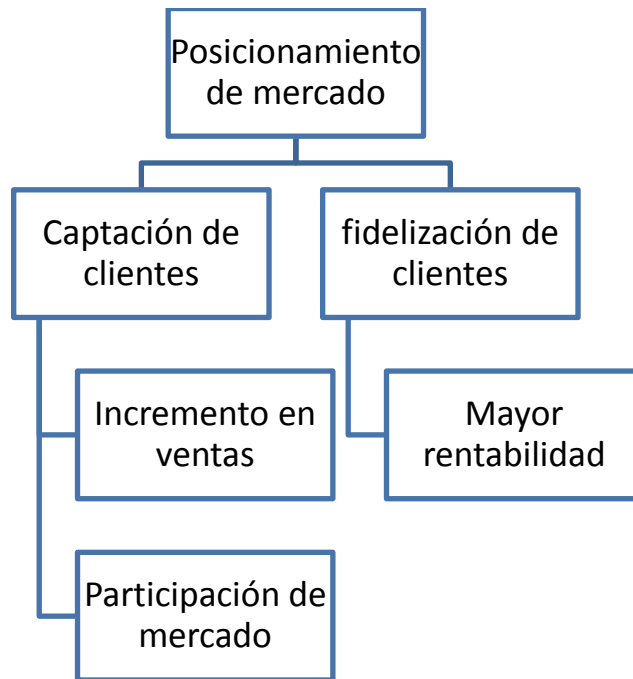 Posicionamiento
de mercado
Captación de
clientes
fidelización de
clientes
Incremento en
ventas
Mayor
rentabilidad
Participación de
mercado